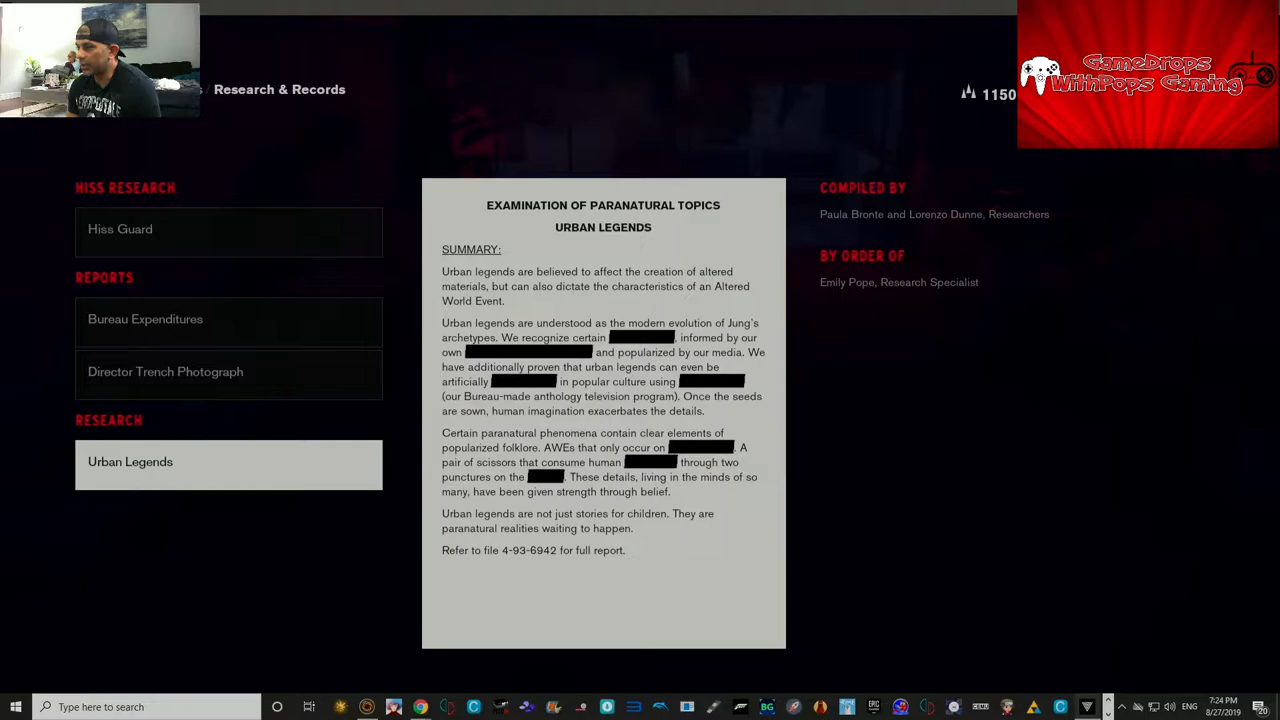 GameDrops
WithPops Gaming
/ Research & Records
1150
HISS RESEARCH
Hiss Guard
REPORTS
Bureau Expenditures
Director Trench Photograph
RESEARCH
Urban Legends
EXAMINATION OF PARANATURAL TOPICS
URBAN LEGENDS
SUMMARY:
Urban legends are believed to affect the creation of altered
materials, but can also dictate the characteristics of an Altered
World Event.
Urban legends are understood as the modern evolution of Jung's
archetypes. We recognize certain , informed by our
own and popularized by our media. We
have additionally proven that urban legends can even be
artificially in popular culture using
(our Bureau-made anthology television program). Once the seeds
are sown, human imagination exacerbates the details.
Certain paranatural phenomena contain clear elements of
popularized folklore. AWEs that only occur on . A
pair of scissors that consume human through two
punctures on the . These details, living in the minds of so
many, have been given strength through belief.
Urban legends are not just stories for children. They are
paranatural realities waiting to happen.
Refer to file 4-93-6942 for full report.
COMPILED BY
Paula Bronte and Lorenzo Dunne, Researchers
BY ORDER OF
Emily Pope, Research Specialist
Type here to search
BG
EPIC
ENG
7:24 PM
8/27/2019
20